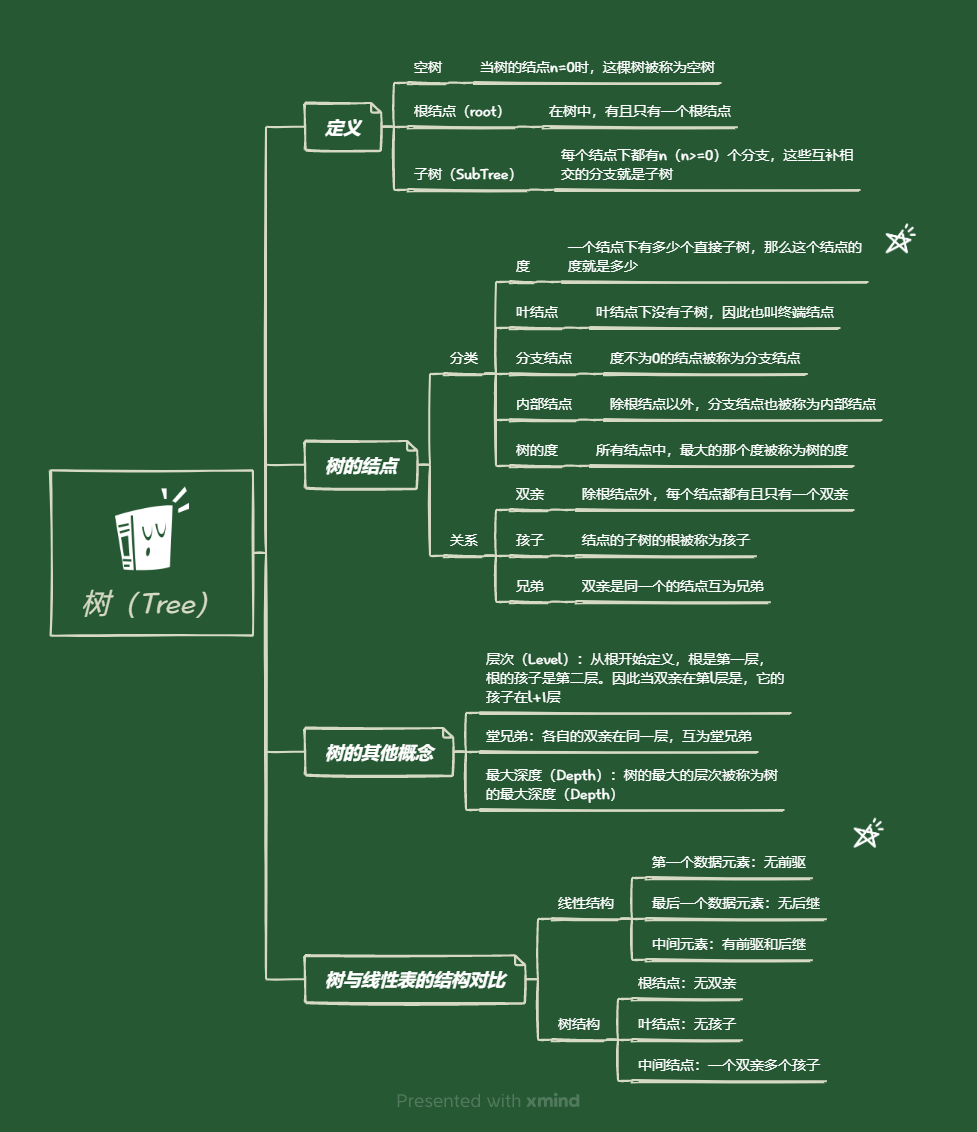 树（Tree）
定义
空树
当树的结点n=0时，这棵树被称为空树
根结点（root）
在树中，有且只有一个根结点
子树（SubTree）
每个结点下都有n（n>=0）个分支，这些互补相
交的分支就是子树
树的结点
分类
度
一个结点下有多少个直接子树，那么这个结点的
度就是多少
叶结点
叶结点下没有子树，因此也叫终端结点
分支结点
度不为0的结点被称为分支结点
内部结点
除根结点以外，分支结点也被称为内部结点
树的度
所有结点中，最大的那个度被称为树的度
关系
双亲
除根结点外，每个结点都有且只有一个双亲
孩子
结点的子树的根被称为孩子
兄弟
双亲是同一个的结点互为兄弟
树的其他概念
层次（Level）：从根开始定义，根是第一层，
根的孩子是第二层。因此当双亲在第l层是，它的
孩子在l+1层
堂兄弟：各自的双亲在同一层，互为堂兄弟
最大深度（Depth）：树的最大的层次被称为树
的最大深度（Depth）
树与线性表的结构对比
线性结构
第一个数据元素：无前驱
最后一个数据元素：无后继
中间元素：有前驱和后继
树结构
根结点：无双亲
叶结点：无孩子
中间结点：一个双亲多个孩子
Presented with xmind